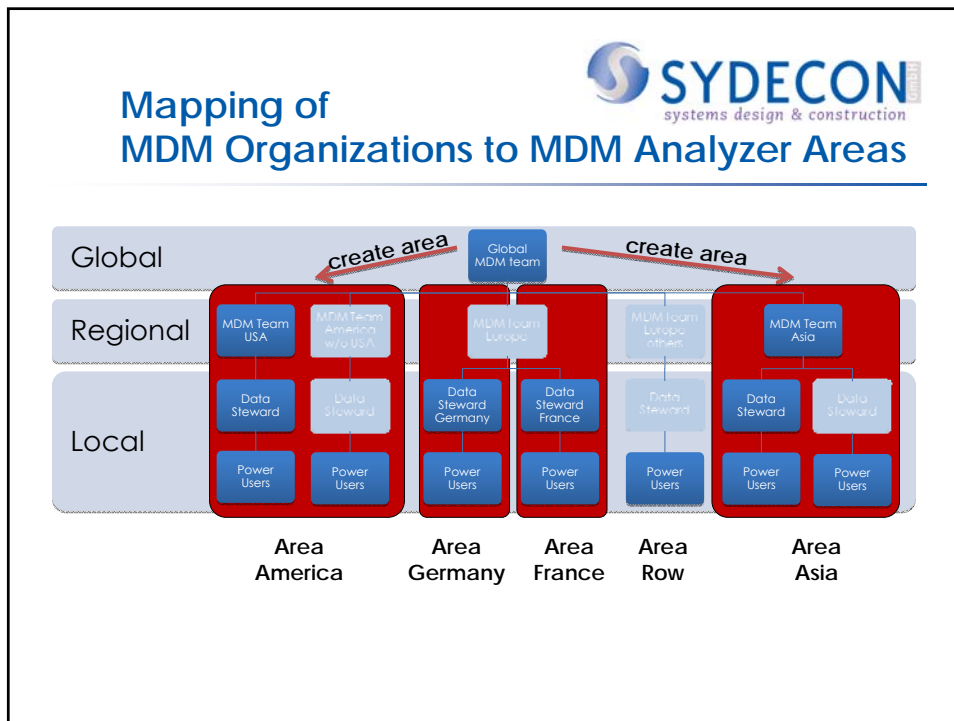 SYDECON
GmbH
systems design & construction
Mapping of
MDM Organizations to MDM Analyzer Areas
Global
create area
Global
MDM team
create area
Regional
MDM Team
USA
MDM Team
America
w/o USA
MDM Team
Europe
MDM Team
Europe
others
MDM Team
Asia
Local
Data
Steward
Data
Steward
Data
Steward
Germany
Data
Steward
France
Data
Steward
Data
Steward
Data
Steward
Power
Users
Power
Users
Power
Users
Power
Users
Power
Users
Power
Users
Power
Users
Area
America
Area
Germany
Area
France
Area
Row
Area
Asia